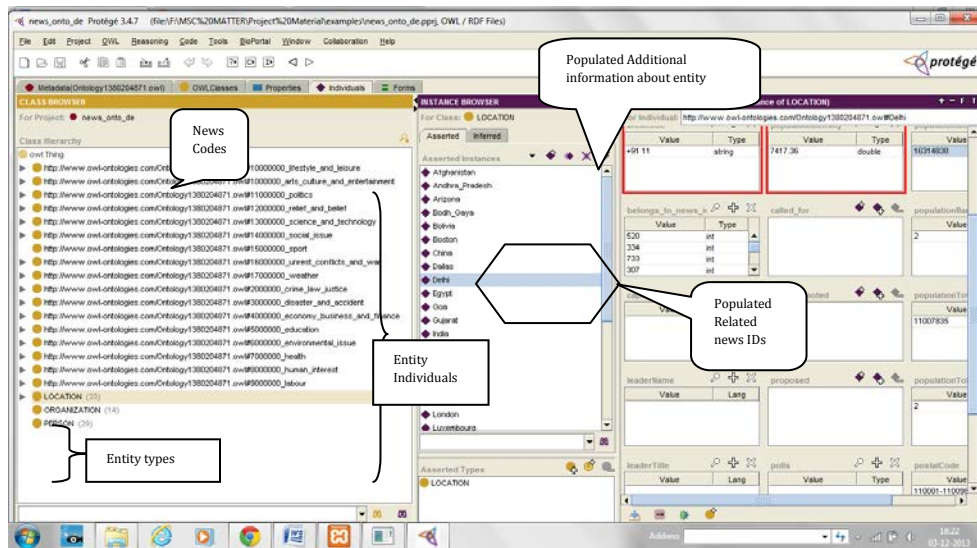 news_onto_de Protégé 3.4.7 (file:\F:\MSC%20MATTER\Project%20Material\examples\news_onto_de.pprj, OWL / RDF Files)
File Edit Project OWL Reasoning Code Tools BioPortal Window Collaboration Help
protégé
Metadata(Ontology1380204871.owl) OWLClasses Properties Individuals Forms
CLASS BROWSER
For Project: news_onto_de
Class Hierarchy
owl:Thing
http://www.owl-ontologies.com/Ontology1380204871.owl#10000000_lifestyle_and_leisure
http://www.owl-ontologies.com/Ontology1380204871.owl#1000000_arts_culture_and_entertainment
http://www.owl-ontologies.com/Ontology1380204871.owl#11000000_politics
http://www.owl-ontologies.com/Ontology1380204871.owl#12000000_relief_and_belief
http://www.owl-ontologies.com/Ontology1380204871.owl#13000000_science_and_technology
http://www.owl-ontologies.com/Ontology1380204871.owl#14000000_social_issue
http://www.owl-ontologies.com/Ontology1380204871.owl#15000000_sport
http://www.owl-ontologies.com/Ontology1380204871.owl#16000000_unrest_conflicts_and_war
http://www.owl-ontologies.com/Ontology1380204871.owl#17000000_weather
http://www.owl-ontologies.com/Ontology1380204871.owl#2000000_crime_law_justice
http://www.owl-ontologies.com/Ontology1380204871.owl#3000000_disaster_and_accident
http://www.owl-ontologies.com/Ontology1380204871.owl#4000000_economy_business_and_finance
http://www.owl-ontologies.com/Ontology1380204871.owl#5000000_education
http://www.owl-ontologies.com/Ontology1380204871.owl#6000000_environmental_issue
http://www.owl-ontologies.com/Ontology1380204871.owl#7000000_health
http://www.owl-ontologies.com/Ontology1380204871.owl#8000000_human_interest
http://www.owl-ontologies.com/Ontology1380204871.owl#9000000_labour
LOCATION (33)
ORGANIZATION (14)
PERSON (29)
News
Codes
Entity
Individuals
Entity types
INSTANCE BROWSER
For Class: LOCATION
Asserted Inferred
Asserted Instances
Afghanistan
Andhra_Pradesh
Arizona
Bodh_Gaya
Bolivia
Boston
China
Dallas
Delhi
Egypt
Goa
Gujarat
India
London
Luxembourg
Asserted Types
LOCATION
Populated Additional
information about entity
Populated
Related
news IDs
nce of LOCATION)
or Individual: http://www.owl-ontologies.com/Ontology1380204871.owl#Delhi
Value Type Value Type Value
+91 11 string 7417.36 double 16314838
belongs_to_news_i called_for populationRa
Value Type Value
520 int 2
334 int
733 int
307 int
populationTot
Value
11007835
leaderName proposed populationTot
Value Lang Value
2
leaderTitle polls postalCode
Value Lang Value Type Value
110001-110098
Address
18:22
03-12-2013